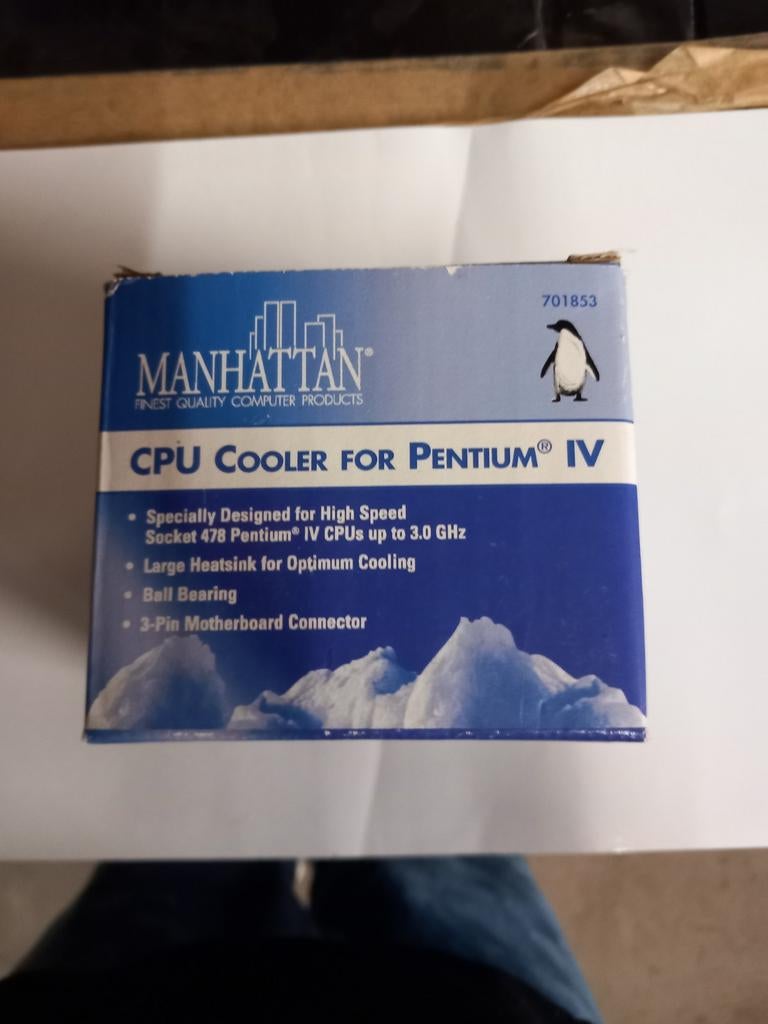 701853
MANHATTAN®
FINEST QUALITY COMPUTER PRODUCTS
CPU COOLER FOR PENTIUM® IV
• Specially Designed for High Speed
Socket 478 Pentium® IV CPUs up to 3.0 GHz
• Large Heatsink for Optimum Cooling
• Ball Bearing
• 3-Pin Motherboard Connector